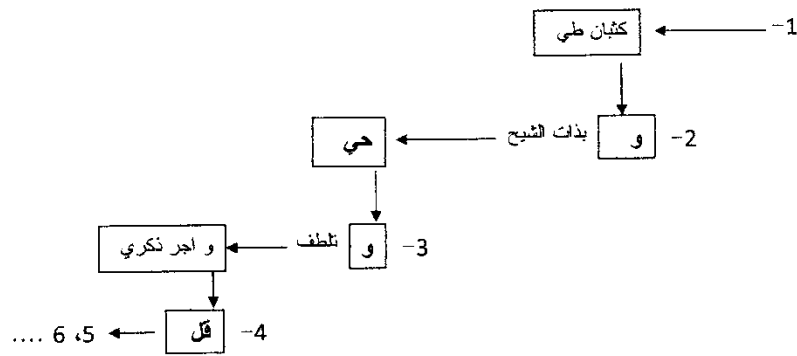 1– كثبان طي
2– و بذات الشيح حي
3– و تلطف و اجر ذكري
4– قل 5، 6 ....